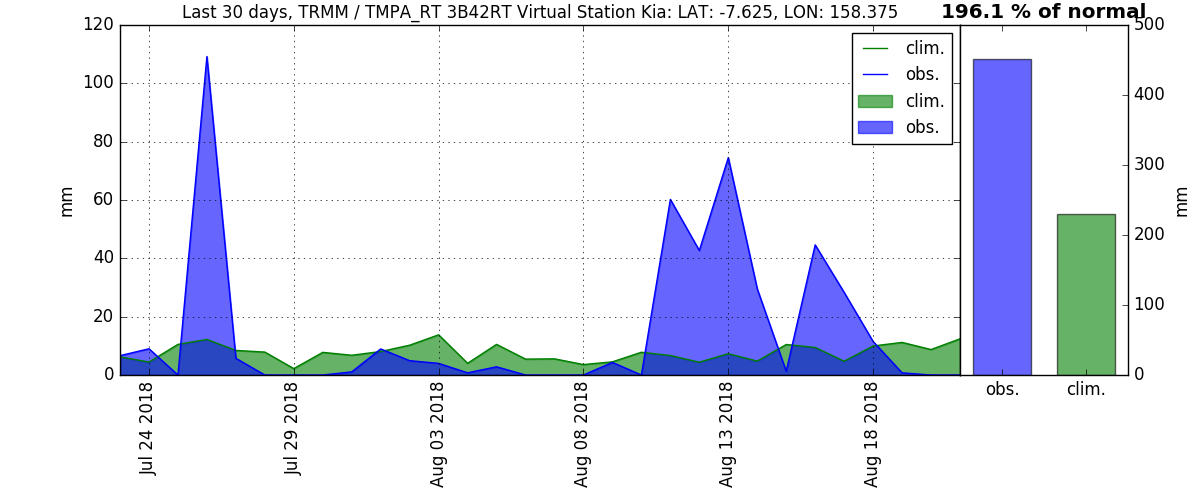 Last 30 days, TRMM / TMPA_RT 3B42RT Virtual Station Kia: LAT: -7.625, LON: 158.375
196.1 % of normal
120
100
80
60
40
20
0
mm
clim.
obs.
clim.
obs.
Jul 24 2018
Jul 29 2018
Aug 03 2018
Aug 08 2018
Aug 13 2018
Aug 18 2018
500
400
300
200
100
0
mm
obs.
clim.